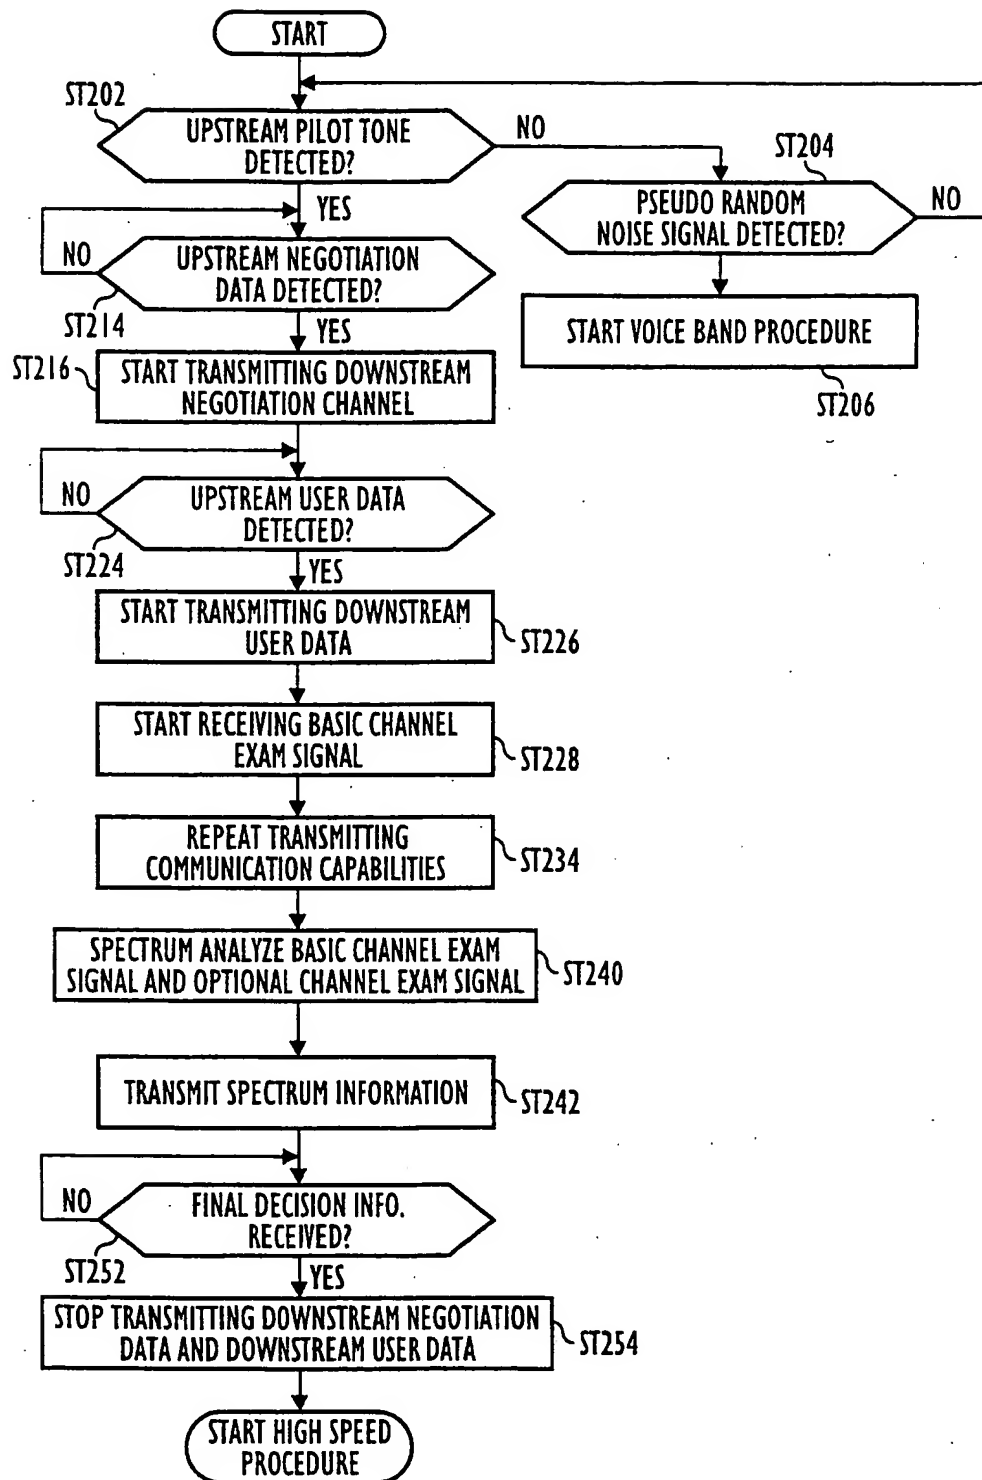 START
ST202
UPSTREAM PILOT TONE
DETECTED?
NO
ST204
YES
PSEUDO RANDOM
NOISE SIGNAL DETECTED?
NO
NO
UPSTREAM NEGOTIATION
DATA DETECTED?
ST214
YES
START VOICE BAND PROCEDURE
ST206
ST216
START TRANSMITTING DOWNSTREAM
NEGOTIATION CHANNEL
NO
UPSTREAM USER DATA
DETECTED?
ST224
YES
START TRANSMITTING DOWNSTREAM
USER DATA
ST226
START RECEIVING BASIC CHANNEL
EXAM SIGNAL
ST228
REPEAT TRANSMITTING
COMMUNICATION CAPABILITIES
ST234
SPECTRUM ANALYZE BASIC CHANNEL EXAM
SIGNAL AND OPTIONAL CHANNEL EXAM SIGNAL
ST240
TRANSMIT SPECTRUM INFORMATION
ST242
NO
FINAL DECISION INFO.
RECEIVED?
ST252
YES
STOP TRANSMITTING DOWNSTREAM NEGOTIATION
DATA AND DOWNSTREAM USER DATA
ST254
START HIGH SPEED
PROCEDURE